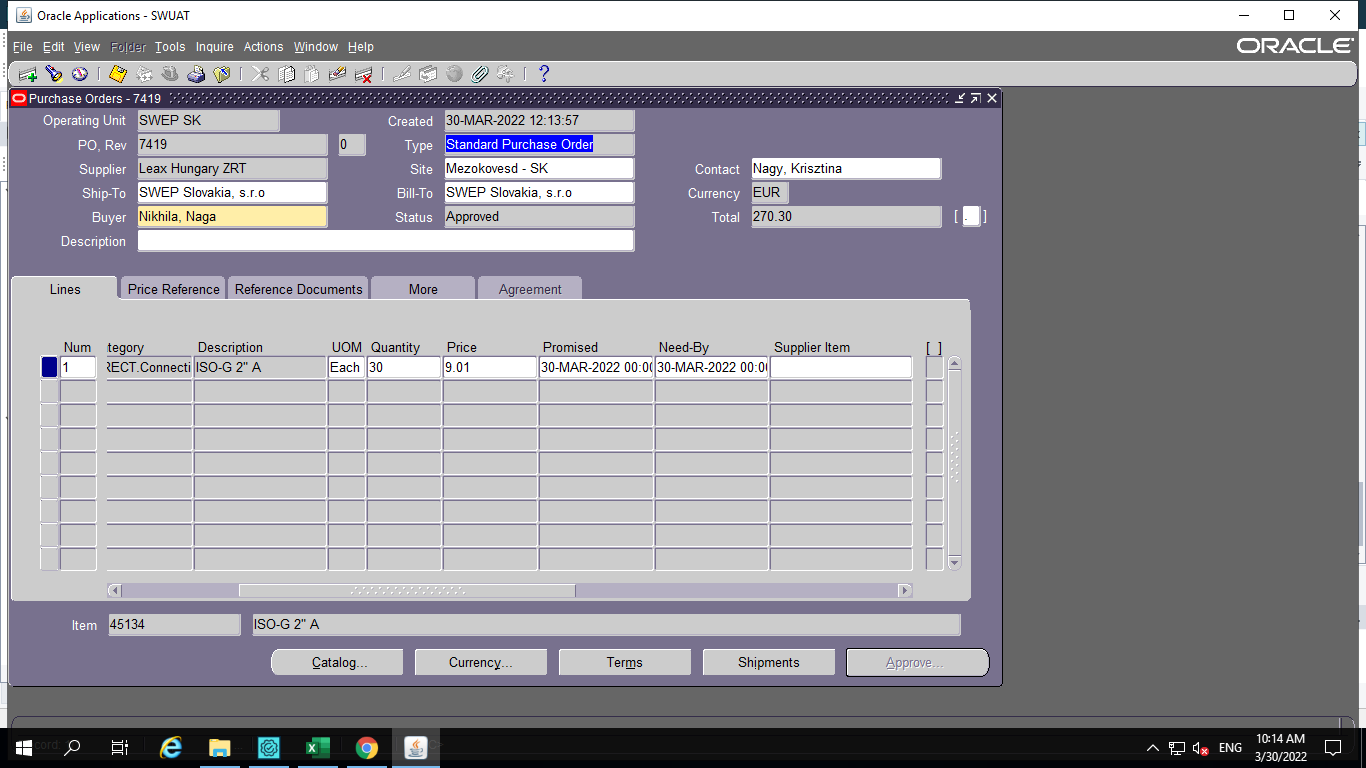 Oracle Applications - SWUAT
File Edit View Folder Tools Inquire Actions Window Help
ORACLE
Purchase Orders - 7419
Operating Unit SWEP SK Created 30-MAR-2022 12:13:57
PO, Rev 7419 0 Type Standard Purchase Order
Supplier Leax Hungary ZRT Site Mezokovesd - SK Contact Nagy, Krisztina
Ship-To SWEP Slovakia, s.r.o Bill-To SWEP Slovakia, s.r.o Currency EUR
Buyer Nikhila, Naga Status Approved Total 270.30 [ . ]
Description
Lines Price Reference Reference Documents More Agreement
Num tegory Description UOM Quantity Price Promised Need-By Supplier Item [ ]
1 RECT.Connecti ISO-G 2" A Each 30 9.01 30-MAR-2022 00:00 30-MAR-2022 00:00
Item 45134 ISO-G 2" A
Catalog... Currency... Terms Shipments Approve...
ENG 10:14 AM
3/30/2022